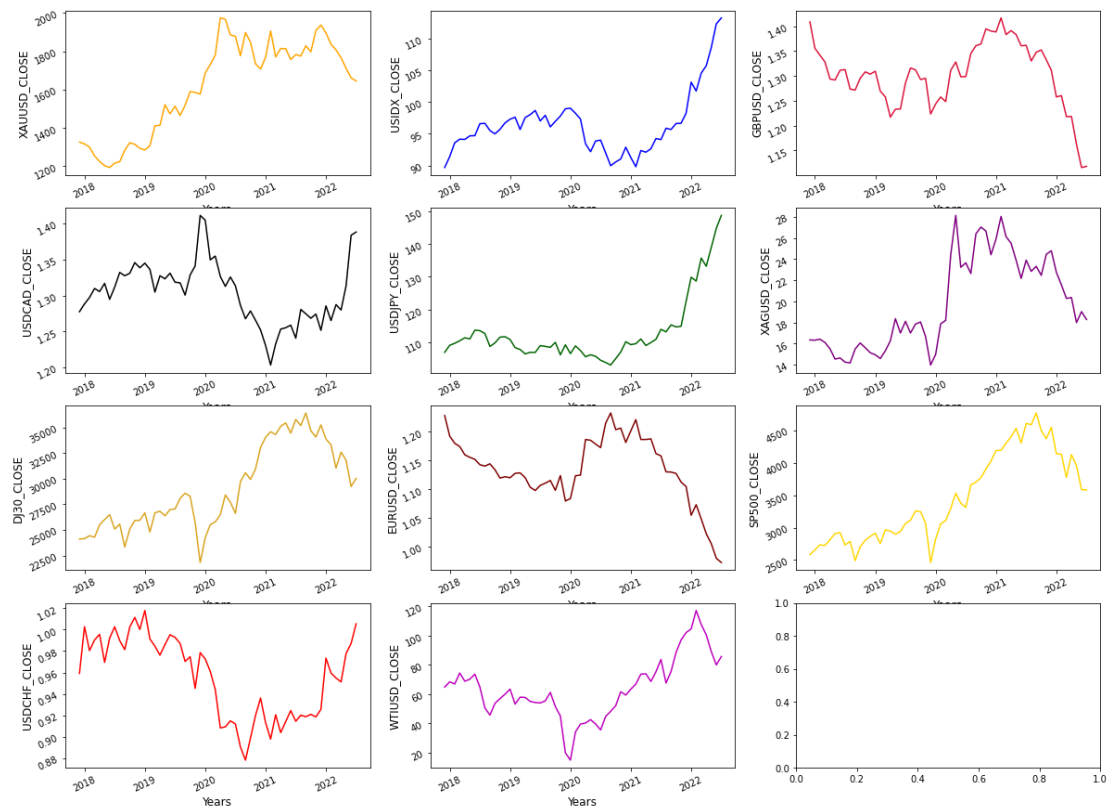 XAUUSD_CLOSE
2000
1800
1600
1400
1200
2018 2019 2020 2021 2022
Years
USIDX_CLOSE
110
105
100
95
90
2018 2019 2020 2021 2022
Years
GBPUSD_CLOSE
1.40
1.35
1.30
1.25
1.20
1.15
2018 2019 2020 2021 2022
Years
USDCAD_CLOSE
1.40
1.35
1.30
1.25
1.20
2018 2019 2020 2021 2022
Years
USDJPY_CLOSE
150
140
130
120
110
2018 2019 2020 2021 2022
Years
XAGUSD_CLOSE
28
26
24
22
20
18
16
14
2018 2019 2020 2021 2022
Years
DJ30_CLOSE
35000
32500
30000
27500
25000
22500
2018 2019 2020 2021 2022
Years
EURUSD_CLOSE
1.20
1.15
1.10
1.05
1.00
2018 2019 2020 2021 2022
Years
SP500_CLOSE
4500
4000
3500
3000
2500
2018 2019 2020 2021 2022
Years
USDCHF_CLOSE
1.02
1.00
0.98
0.96
0.94
0.92
0.90
0.88
2018 2019 2020 2021 2022
Years
WTIUSD_CLOSE
120
100
80
60
40
20
2018 2019 2020 2021 2022
Years
1.0
0.8
0.6
0.4
0.2
0.0
0.0 0.2 0.4 0.6 0.8 1.0